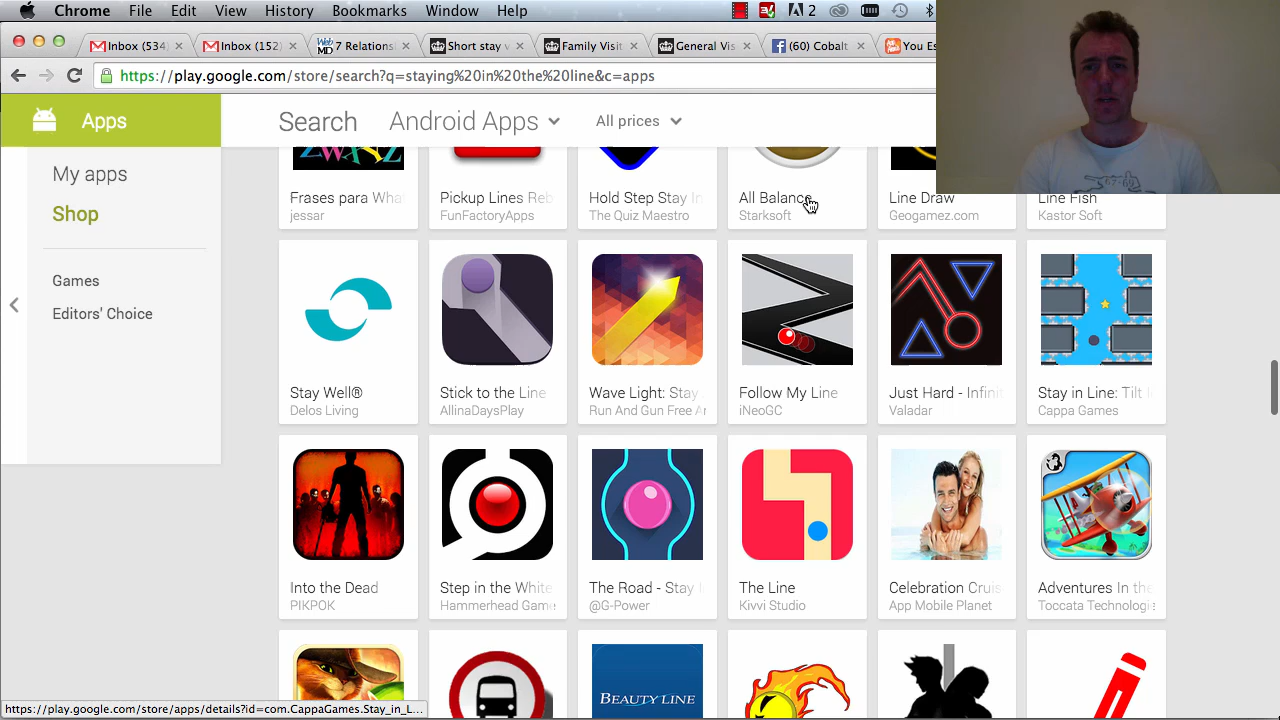 Chrome File Edit View History Bookmarks Window Help 2
Inbox (534) Inbox (152) Web MD 7 Relations Short stay v Family Visit General Vis (60) Cobalt You Es
https://play.google.com/store/search?q=staying%20in%20the%20line&c=apps
Apps
Search Android Apps All prices
My apps
Shop
Games
Editors' Choice
Frases para Wha
jessar
Pickup Lines Reb
FunFactoryApps
Hold Step Stay In
The Quiz Maestro
All Balance
Starksoft
Line Draw
Geogamez.com
Line Fish
Kastor Soft
Stay Well®
Delos Living
Stick to the Line
AllinaDaysPlay
Wave Light: Stay
Run And Gun Free Ar
Follow My Line
iNeoGC
Just Hard - Infini
Valadar
Stay in Line: Tilt
Cappa Games
Into the Dead
PIKPOK
Step in the White
Hammerhead Game
The Road - Stay
@G-Power
The Line
Kivvi Studio
Celebration Cruis
App Mobile Planet
Adventures In the
Toccata Technologie
BEAUTY LINE
https://play.google.com/store/apps/details?id=com.CappaGames.Stay_in_L...